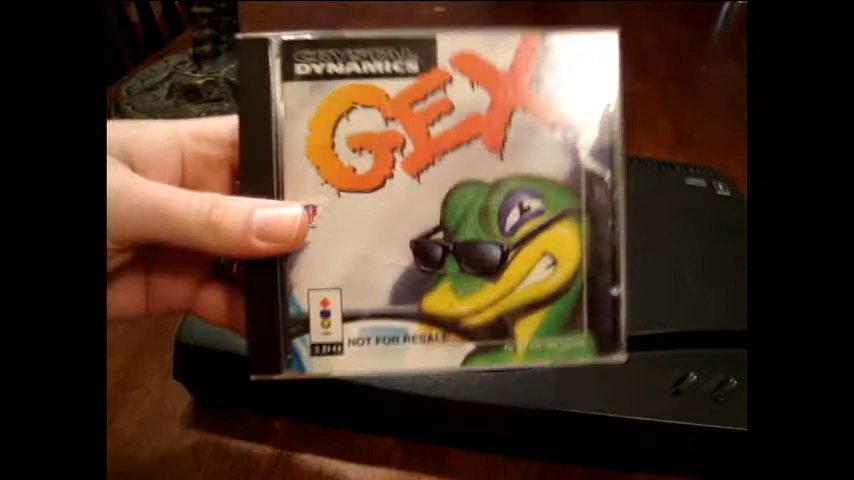 CRYSTAL
DYNAMICS
GEX
3DO
NOT FOR RESALE